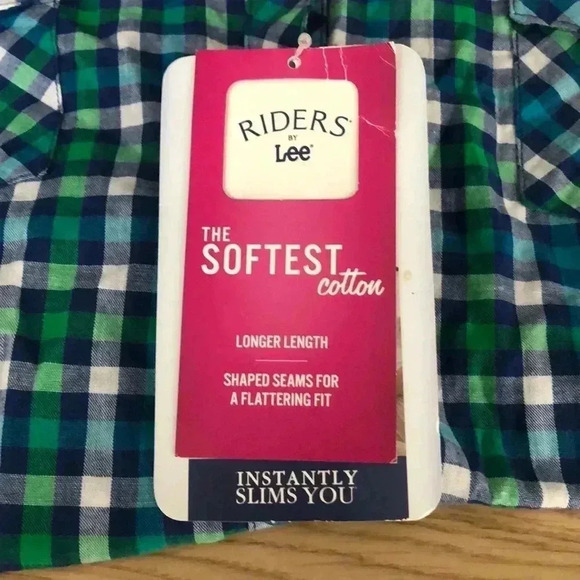 RIDERS®
BY
Lee®
THE
SOFTEST
cotton
LONGER LENGTH
SHAPED SEAMS FOR
A FLATTERING FIT
INSTANTLY
SLIMS YOU